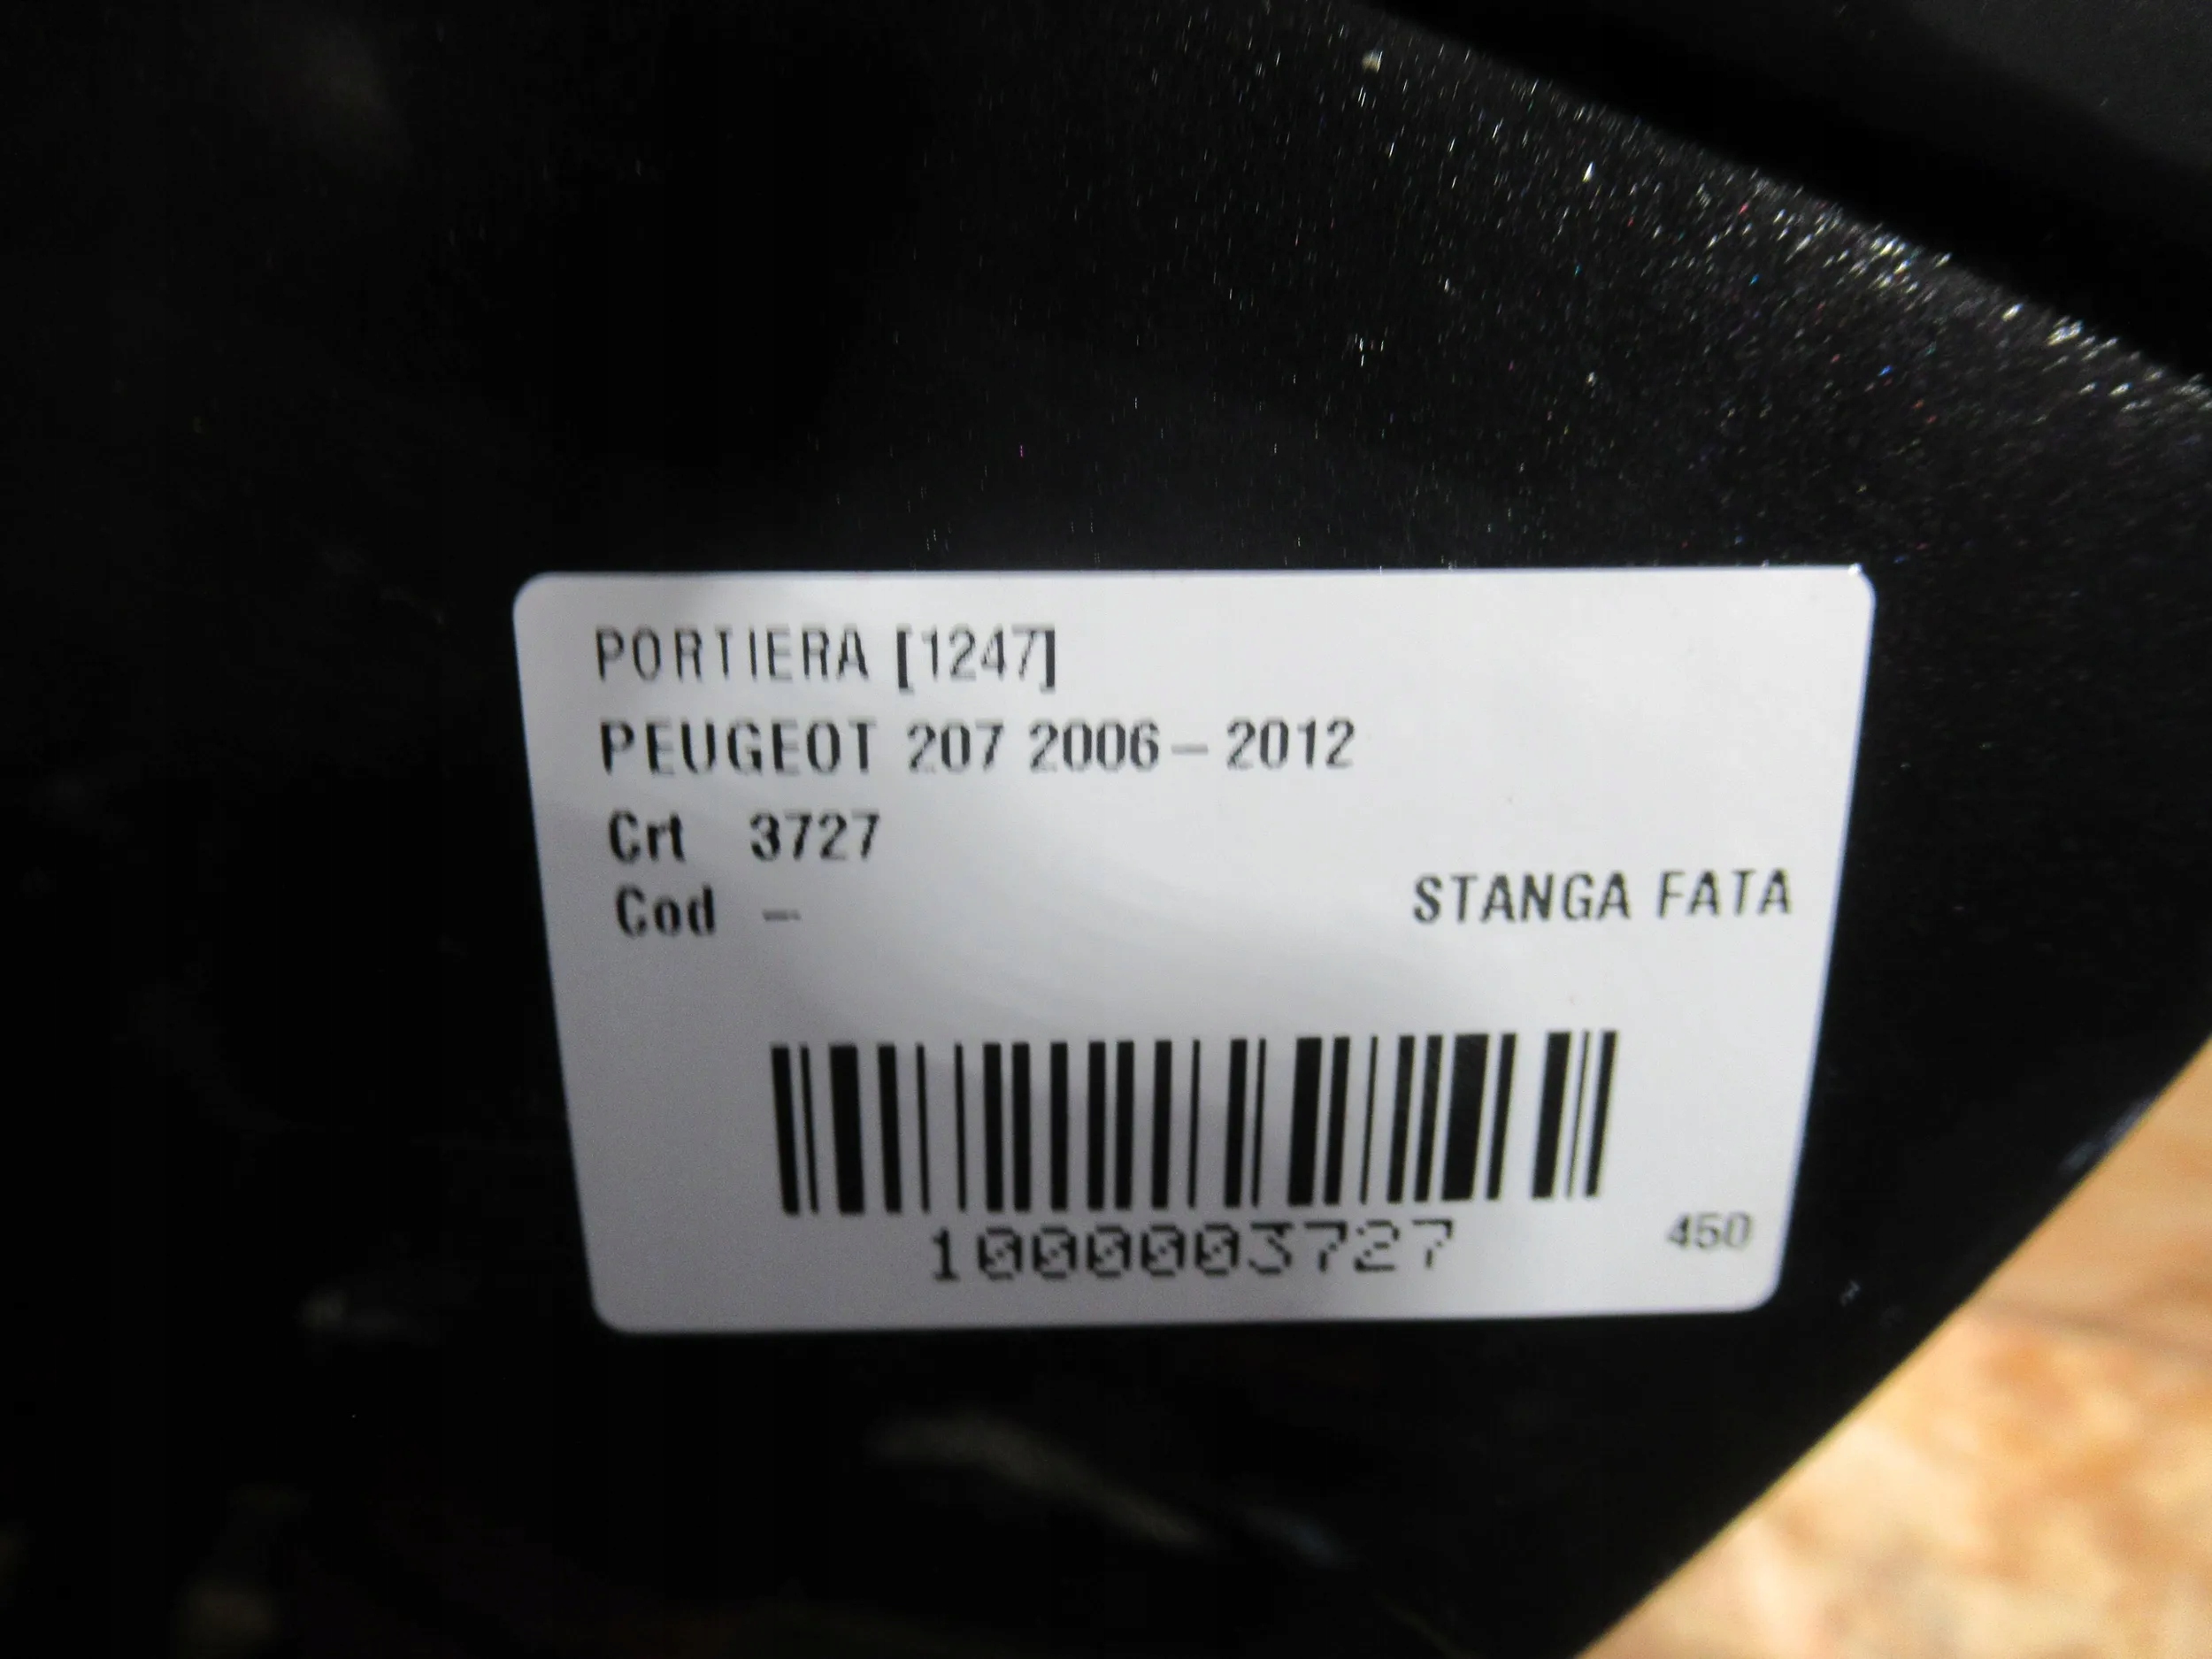 PORTIERA [1247]
PEUGEOT 207 2006-2012
Crt 3727
Cod -
STANGA FATA
1000003727
450